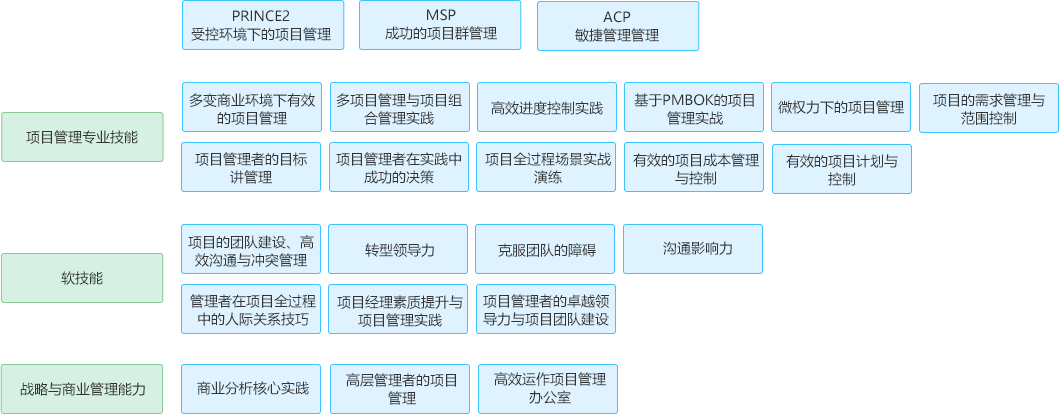 PRINCE2
受控环境下的项目管理
MSP
成功的项目群管理
ACP
敏捷管理管理
项目管理专业技能
多变商业环境下有效
的项目管理
多项目管理与项目组
合管理实践
高效进度控制实践
基于PMBOK的项目
管理实战
微权力下的项目管理
项目的需求管理与
范围控制
项目管理者的目标
讲管理
项目管理者在实践中
成功的决策
项目全过程场景实战
演练
有效的项目成本管理
与控制
有效的项目计划与
控制
软技能
项目的团队建设、高
效沟通与冲突管理
转型领导力
克服团队的障碍
沟通影响力
管理者在项目全过程
中的人际关系技巧
项目经理素质提升与
项目管理实践
项目管理者的卓越领
导力与项目团队建设
战略与商业管理能力
商业分析核心实践
高层管理者的项目
管理
高效运作项目管理
办公室